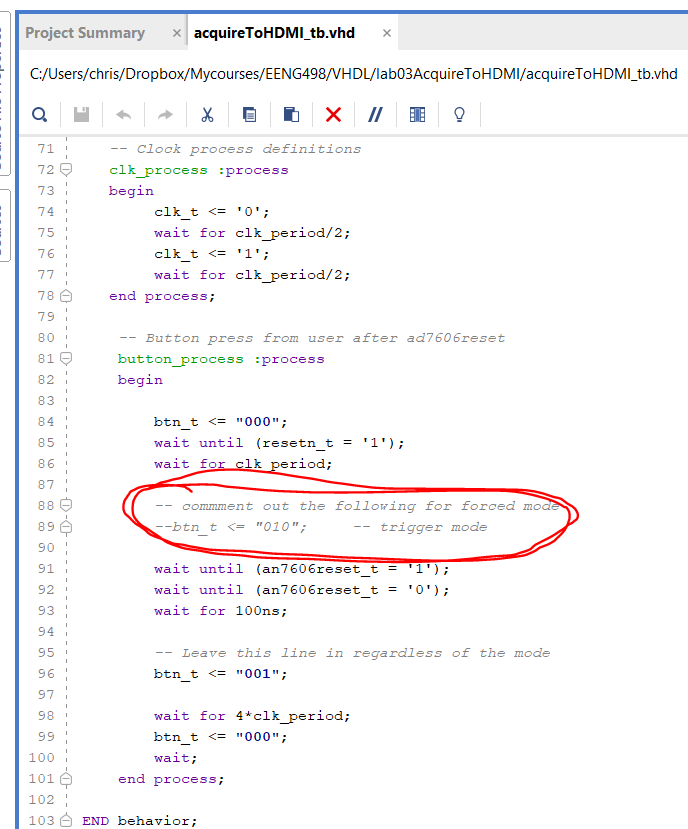 Project Summary × acquireToHDMI_tb.vhd ×
C:/Users/chris/Dropbox/Mycourses/EENG498/VHDL/lab03AcquireToHDMI/acquireToHDMI_tb.vhd
71 -- Clock process definitions
72 clk_process :process
73 begin
74 clk_t <= '0';
75 wait for clk_period/2;
76 clk_t <= '1';
77 wait for clk_period/2;
78 end process;
79
80 -- Button press from user after ad7606reset
81 button_process :process
82 begin
83
84 btn_t <= "000";
85 wait until (resetn_t = '1');
86 wait for clk_period;
87
88 -- commment out the following for forced mode
89 --btn_t <= "010"; -- trigger mode
90
91 wait until (an7606reset_t = '1');
92 wait until (an7606reset_t = '0');
93 wait for 100ns;
94
95 -- Leave this line in regardless of the mode
96 btn_t <= "001";
97
98 wait for 4*clk_period;
99 btn_t <= "000";
100 wait;
101 end process;
102
103 END behavior;